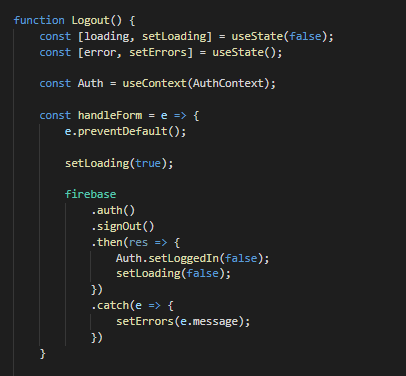 function Logout() {
    const [loading, setLoading] = useState(false);
    const [error, setErrors] = useState();

    const Auth = useContext(AuthContext);

    const handleForm = e => {
        e.preventDefault();

        setLoading(true);

        firebase
            .auth()
            .signOut()
            .then(res => {
                Auth.setLoggedIn(false);
                setLoading(false);
            })
            .catch(e => {
                setErrors(e.message);
            })
    }